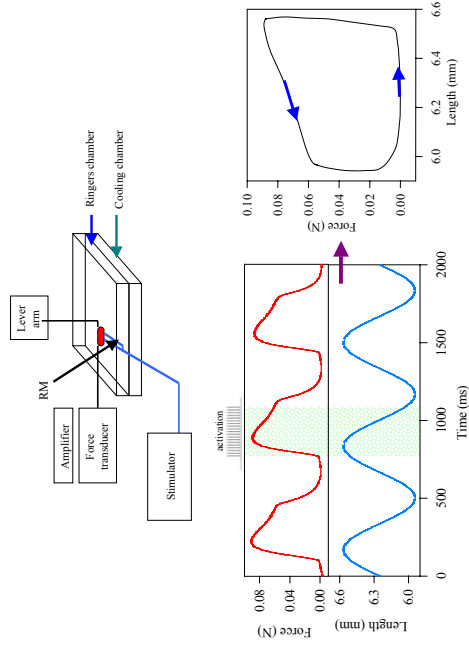 Amplifier
Force
transducer
Lever
arm
RM
Stimulator
Ringers chamber
Cooling chamber
activation
Force (N)
0.08
0.04
0.00
Length (mm)
6.6
6.3
6.0
0
500
1000
1500
2000
Time (ms)
Force (N)
0.10
0.08
0.06
0.04
0.02
0.00
6.0
6.2
6.4
6.6
Length (mm)